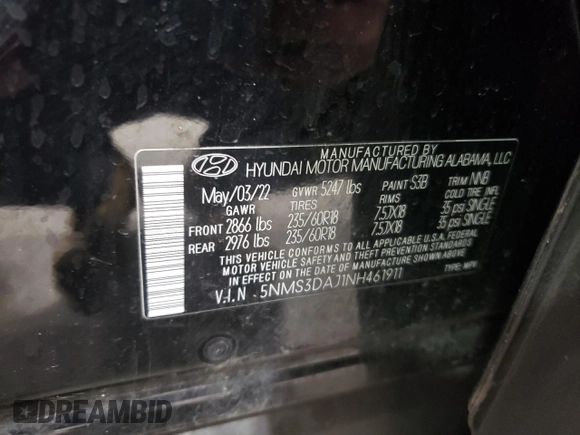 MANUFACTURED BY
HYUNDAI MOTOR MANUFACTURING ALABAMA, LLC
May/03/22 GVWR 5247 lbs PAINT S3B TRIM NNB
GAWR TIRES RIMS COLD TIRE INFL
FRONT 2866 lbs 235/60R18 7.5JX18 35 psi SINGLE
REAR 2976 lbs 235/60R18 7.5JX18 35 psi SINGLE
THIS VEHICLE CONFORMS TO ALL APPLICABLE U.S.A. FEDERAL
MOTOR VEHICLE SAFETY AND THEFT PREVENTION STANDARDS
IN EFFECT ON THE DATE OF MANUFACTURE SHOWN ABOVE.
V.I.N 5NMS3DAJ1NH461911 TYPE: MPV
DREAMBID